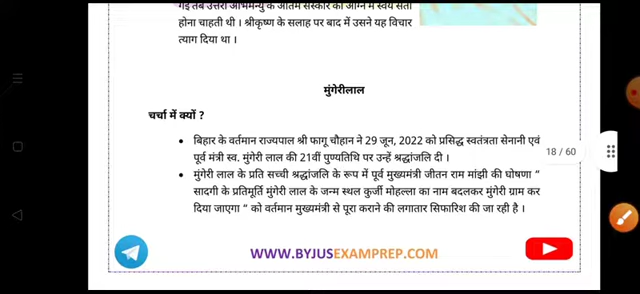 गई तब उत्तरा अभिमन्यु के अंतिम संस्कार की अग्नि में स्वयं सती
होना चाहती थी । श्रीकृष्ण के सलाह पर बाद में उसने यह विचार
त्याग दिया था ।
मुंगेरीलाल
चर्चा में क्यों ?
• बिहार के वर्तमान राज्यपाल श्री फागू चौहान ने 29 जून, 2022 को प्रसिद्ध स्वतंत्रता सेनानी एवं
पूर्व मंत्री स्व. मुंगेरी लाल की 21वीं पुण्यतिथि पर उन्हें श्रद्धांजलि दी ।
18 / 60
• मुंगेरी लाल के प्रति सच्ची श्रद्धांजलि के रूप में पूर्व मुख्यमंत्री जीतन राम मांझी की घोषणा "
सादगी के प्रतिमूर्ति मुंगेरी लाल के जन्म स्थल कुर्जी मोहल्ला का नाम बदलकर मुंगेरी ग्राम कर
दिया जाएगा " को वर्तमान मुख्यमंत्री से पूरा कराने की लगातार सिफारिश की जा रही है ।
WWW.BYJUSEXAMPREP.COM